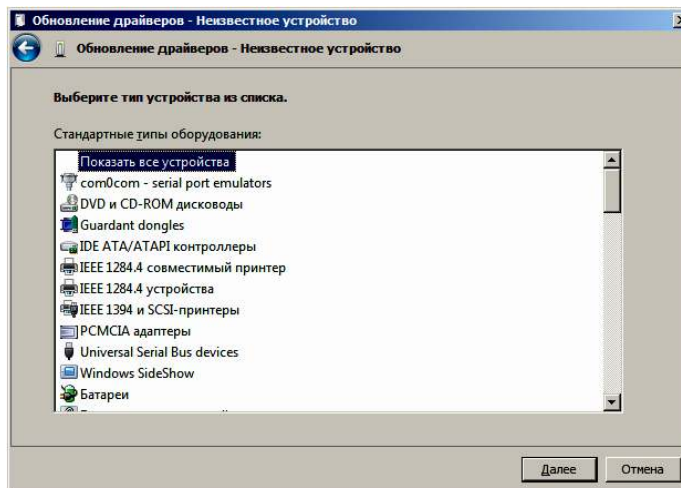 Обновление драйверов - Неизвестное устройство
Обновление драйверов - Неизвестное устройство
Выберите тип устройства из списка.
Стандартные типы оборудования:
Показать все устройства
com0com - serial port emulators
DVD и CD-ROM дисководы
Guardant dongles
IDE ATA/ATAPI контроллеры
IEEE 1284.4 совместимый принтер
IEEE 1284.4 устройства
IEEE 1394 и SCSI-принтеры
PCMCIA адаптеры
Universal Serial Bus devices
Windows SideShow
Батареи
Далее
Отмена